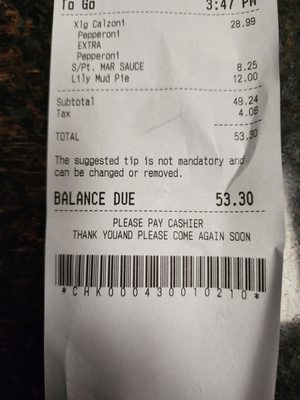 To Go 3:47 PM
Xlg Calzoni 28.99
Pepperoni
EXTRA
Pepperoni
S/Pt. MAR SAUCE 8.25
Lily Mud Pie 12.00
Subtotal 49.24
Tax 4.06
TOTAL 53.30
The suggested tip is not mandatory and
can be changed or removed.
BALANCE DUE 53.30
PLEASE PAY CASHIER
THANK YOUAND PLEASE COME AGAIN SOON
*CHK000430010210*